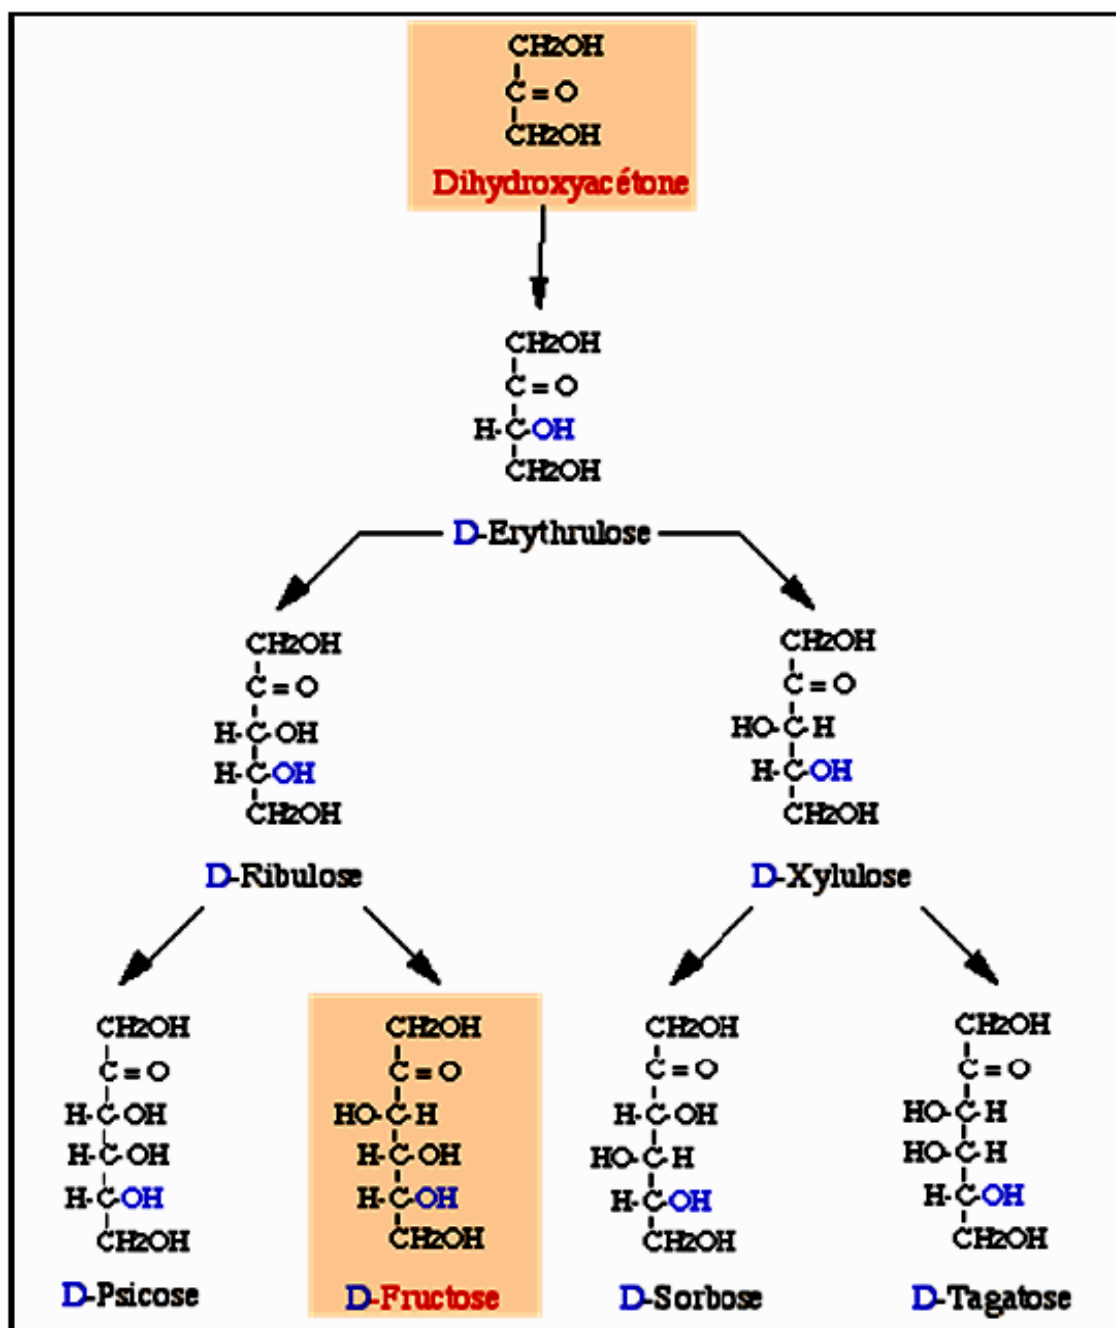 CH2OH
C=O
CH2OH
Dihydroxyacétone
CH2OH
C=O
H-C-OH
CH2OH
D-Erythrulose
CH2OH
C=O
H-C-OH
H-C-OH
CH2OH
D-Ribulose
CH2OH
C=O
HO-C-H
H-C-OH
CH2OH
D-Xylulose
CH2OH
C=O
H-C-OH
H-C-OH
H-C-OH
CH2OH
D-Psicose
CH2OH
C=O
HO-C-H
H-C-OH
H-C-OH
CH2OH
D-Fructose
CH2OH
C=O
H-C-OH
HO-C-H
H-C-OH
CH2OH
D-Sorbose
CH2OH
C=O
HO-C-H
HO-C-H
H-C-OH
CH2OH
D-Tagatose